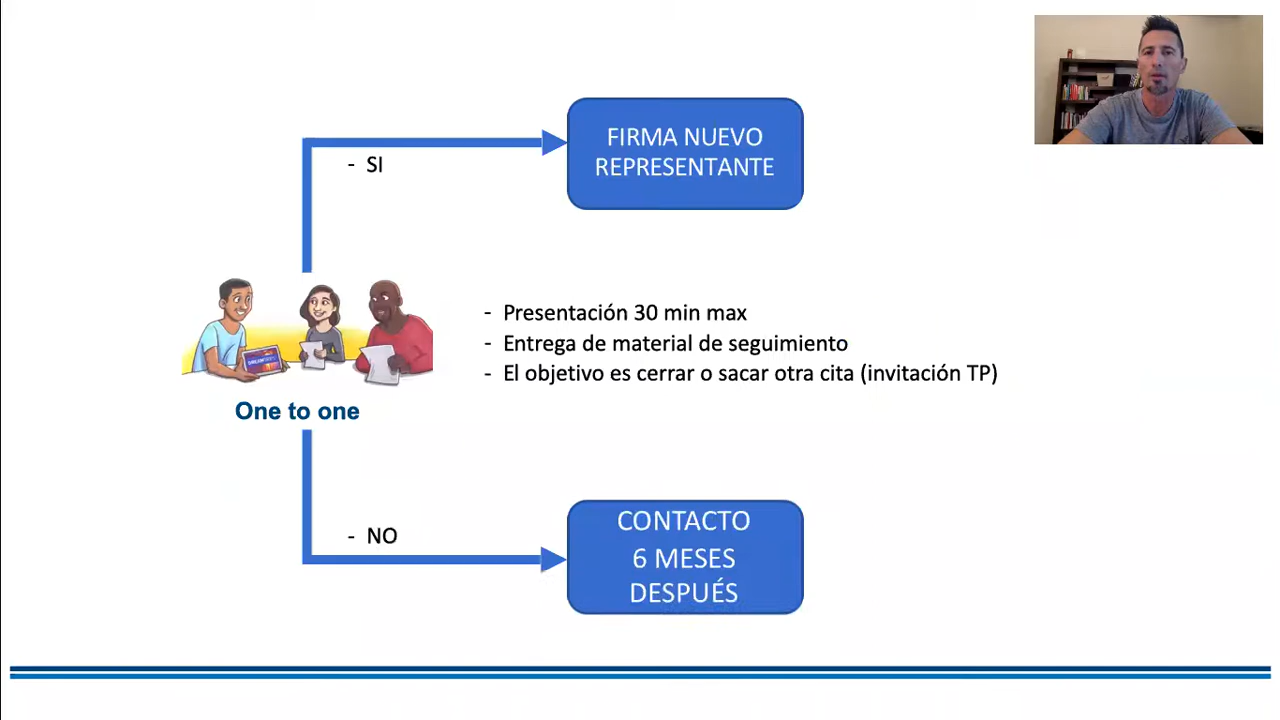 FIRMA NUEVO
REPRESENTANTE
- SI
- Presentación 30 min max
- Entrega de material de seguimiento
- El objetivo es cerrar o sacar otra cita (invitación TP)
One to one
- NO
CONTACTO
6 MESES
DESPUÉS